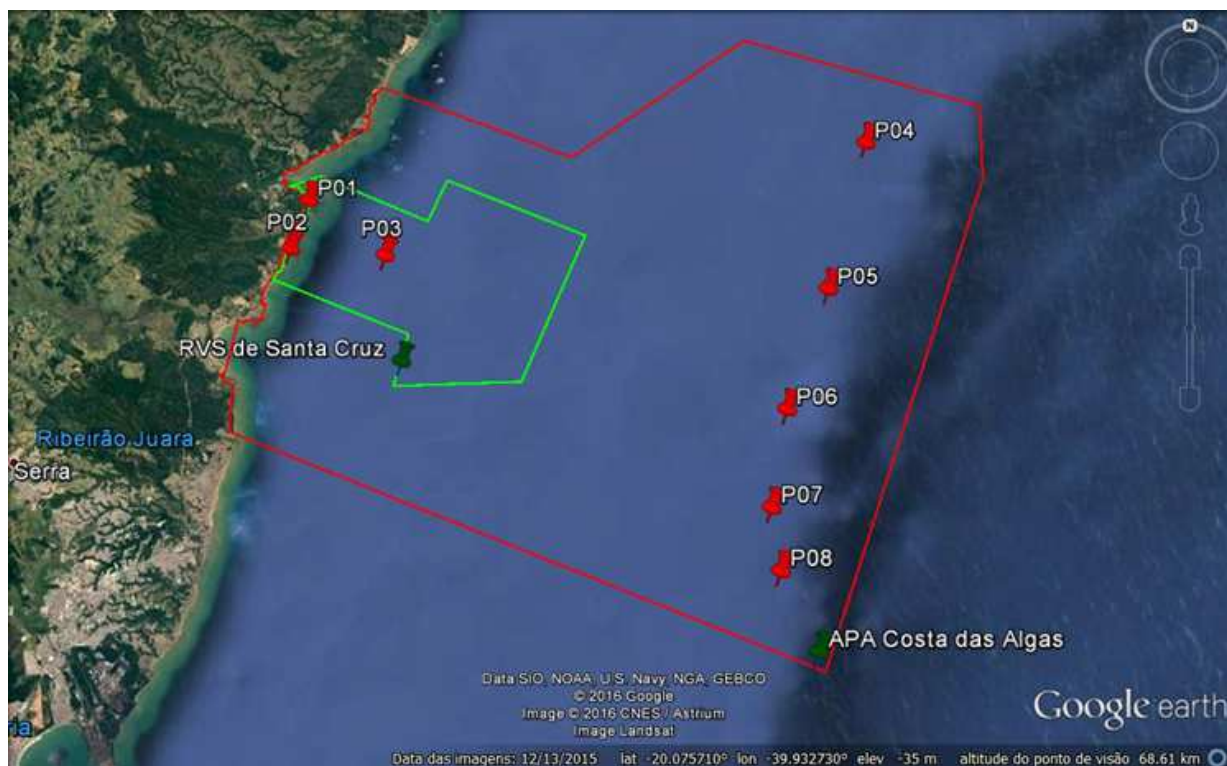 N
P04
P01
P02
P03
P05
RVS de Santa Cruz
P06
Ribeirão Juara
Serra
P07
P08
APA Costa das Algas
Data SIO, NOAA, U.S. Navy, NGA, GEBCO
© 2016 Google
Image © 2016 CNES / Astrium
Image Landsat
Google earth
ria
Data das imagens: 12/13/2015 lat -20.075710° lon -39.932730° elev -35 m altitude do ponto de visão 68.61 km